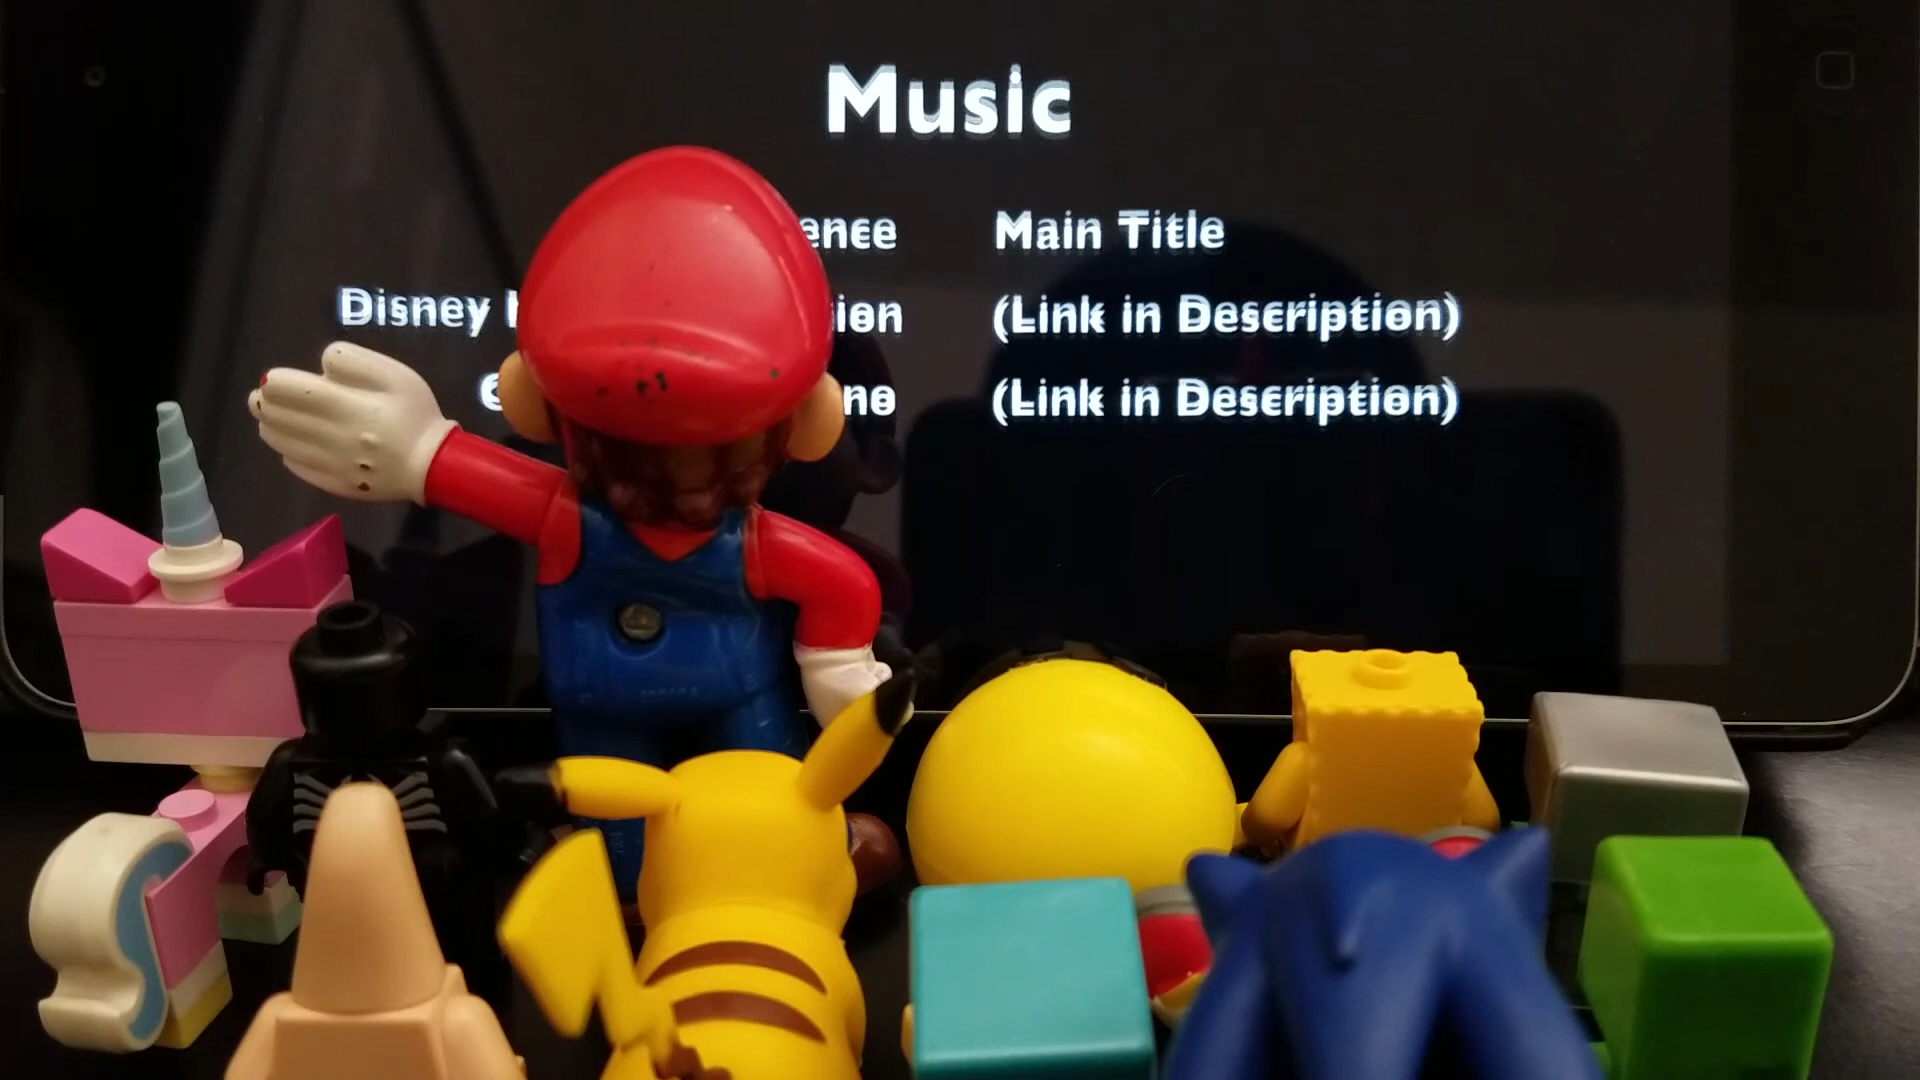 Music
ence Main Title
Disney ion (Link in Description)
ne (Link in Description)